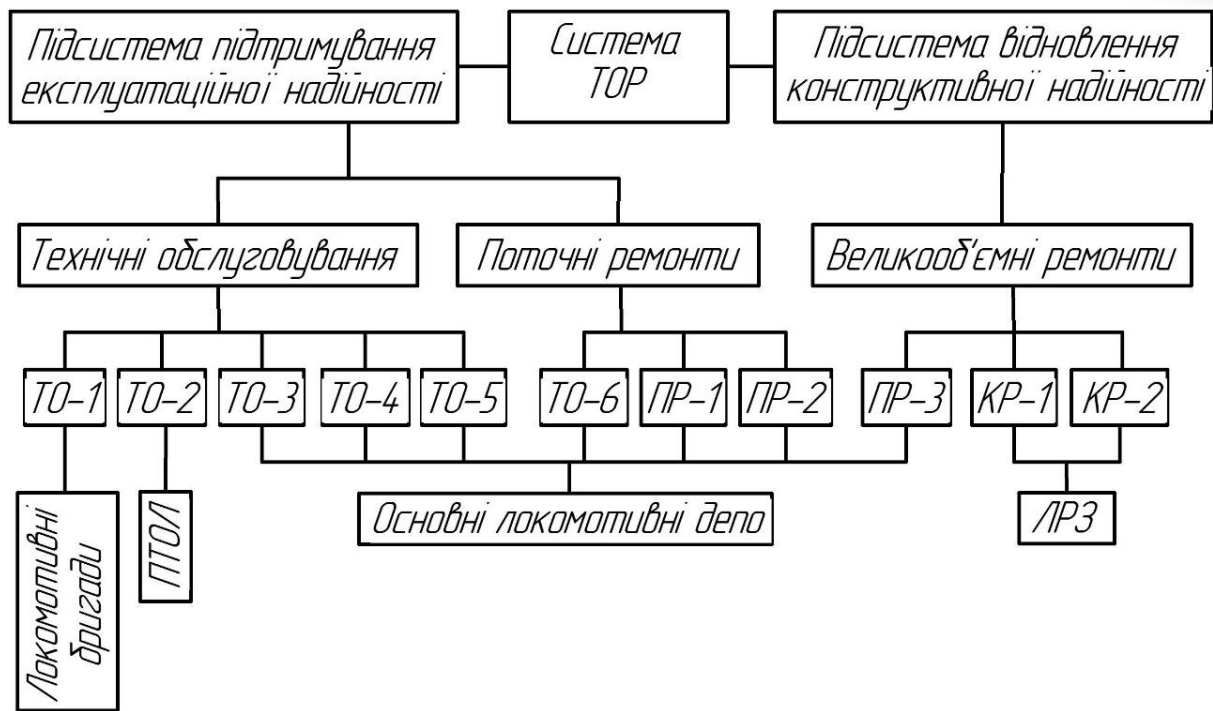 Підсистема підтримування
експлуатаційної надійності
Система
ТОР
Підсистема відновлення
конструктивної надійності
Технічні обслуговування
Поточні ремонти
Великооб'ємні ремонти
ТО-1
ТО-2
ТО-3
ТО-4
ТО-5
ТО-6
ПР-1
ПР-2
ПР-3
КР-1
КР-2
Локомотивні
бригади
ПТОЛ
Основні локомотивні депо
ЛРЗ